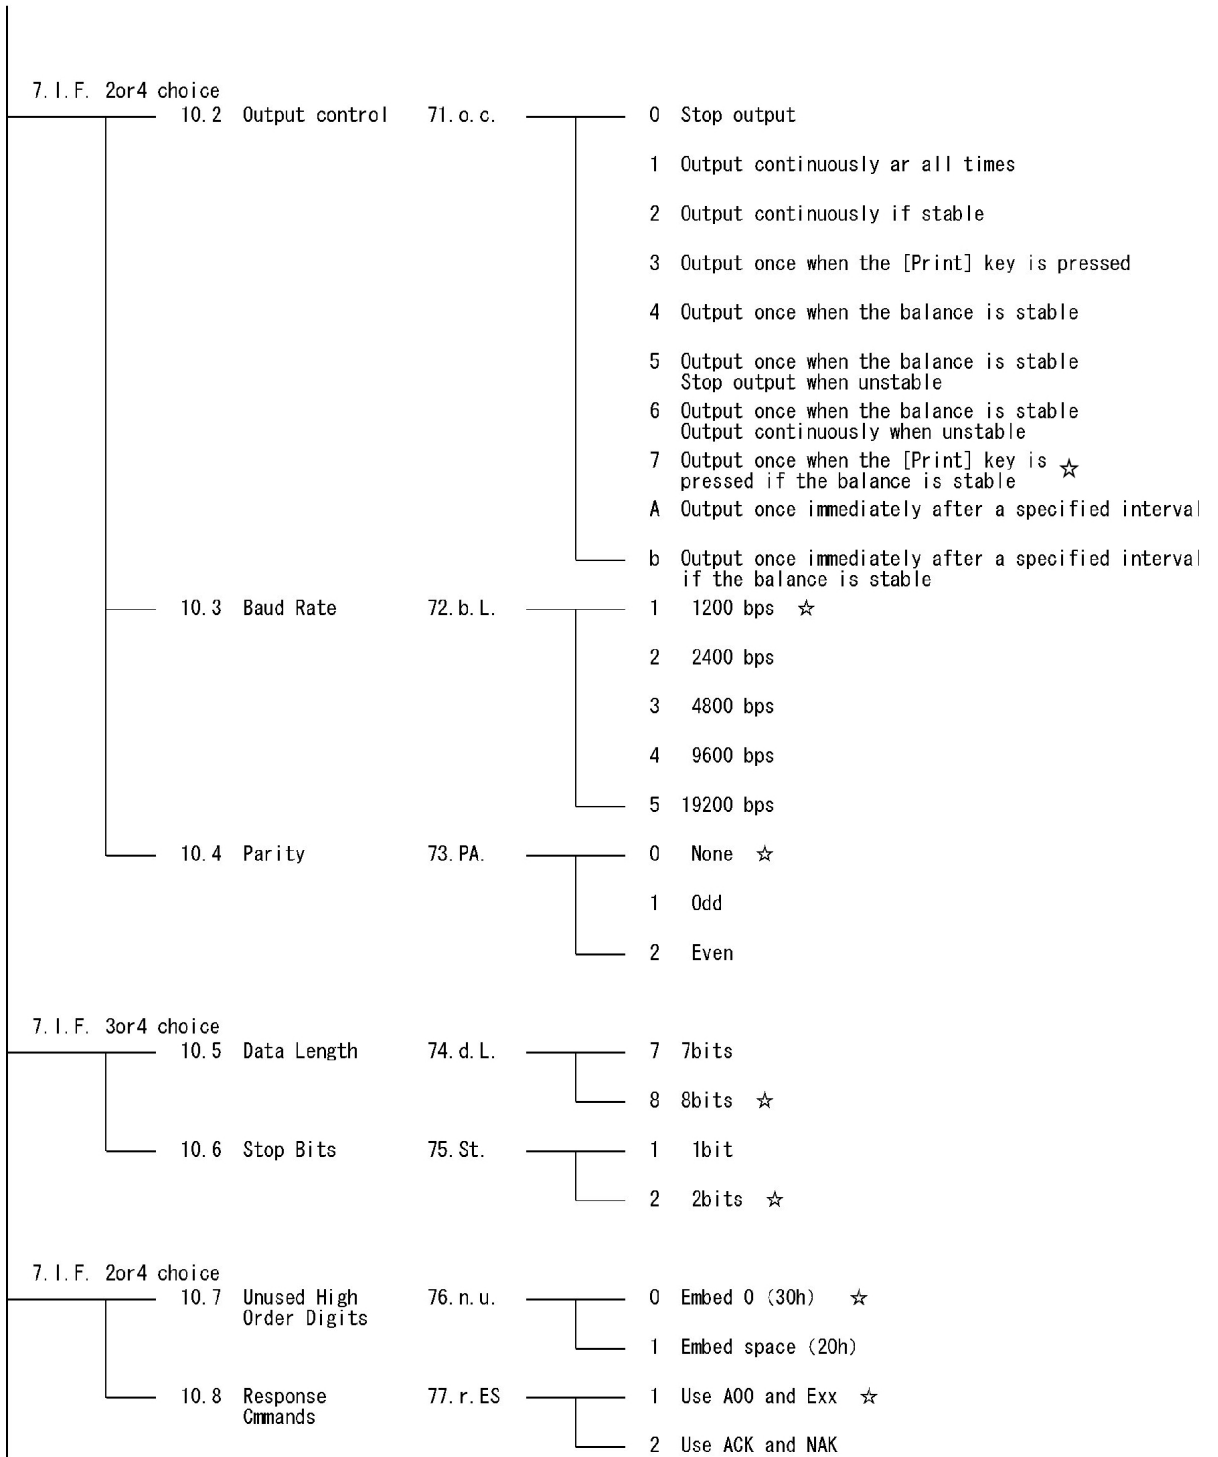 7.I.F. 2or4 choice
10.2 Output control 71.o.c. 0 Stop output
1 Output continuously ar all times
2 Output continuously if stable
3 Output once when the [Print] key is pressed
4 Output once when the balance is stable
5 Output once when the balance is stable
Stop output when unstable
6 Output once when the balance is stable
Output continuously when unstable
7 Output once when the [Print] key is ☆
pressed if the balance is stable
A Output once immediately after a specified interval
b Output once immediately after a specified interval
if the balance is stable
10.3 Baud Rate 72.b.L. 1 1200 bps ☆
2 2400 bps
3 4800 bps
4 9600 bps
5 19200 bps
10.4 Parity 73.PA. 0 None ☆
1 Odd
2 Even
7.I.F. 3or4 choice
10.5 Data Length 74.d.L. 7 7bits
8 8bits ☆
10.6 Stop Bits 75.St. 1 1bit
2 2bits ☆
7.I.F. 2or4 choice
10.7 Unused High 76.n.u. 0 Embed 0 (30h) ☆
Order Digits
1 Embed space (20h)
10.8 Response 77.r.ES 1 Use A00 and Exx ☆
Cmmands
2 Use ACK and NAK